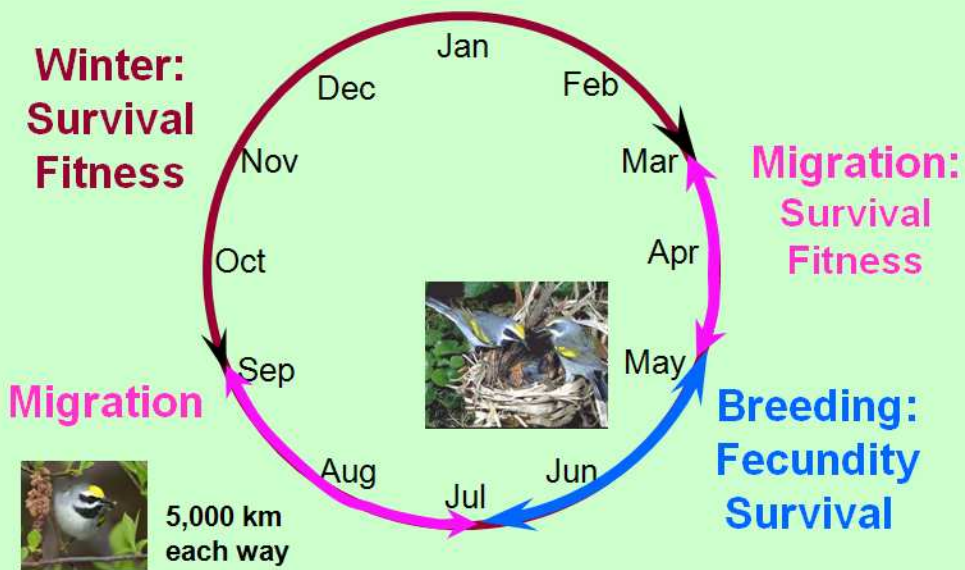 Winter:
Survival
Fitness
Jan
Feb
Mar
Apr
May
Jun
Jul
Aug
Sep
Oct
Nov
Dec
Migration:
Survival
Fitness
Breeding:
Fecundity
Survival
Migration
5,000 km
each way